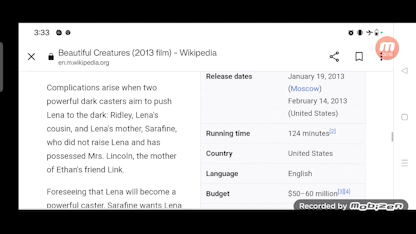 3:33
Beautiful Creatures (2013 film) - Wikipedia
en.m.wikipedia.org
Complications arise when two
powerful dark casters aim to push
Lena to the dark: Ridley, Lena's
cousin, and Lena's mother, Sarafine,
who did not raise Lena and has
possessed Mrs. Lincoln, the mother
of Ethan's friend Link.
Foreseeing that Lena will become a
powerful caster, Sarafine wants Lena
Release dates
January 19, 2013
(Moscow)
February 14, 2013
(United States)
Running time
124 minutes[2]
Country
United States
Language
English
Budget
$50–60 million[3][4]
Recorded by Mobizen